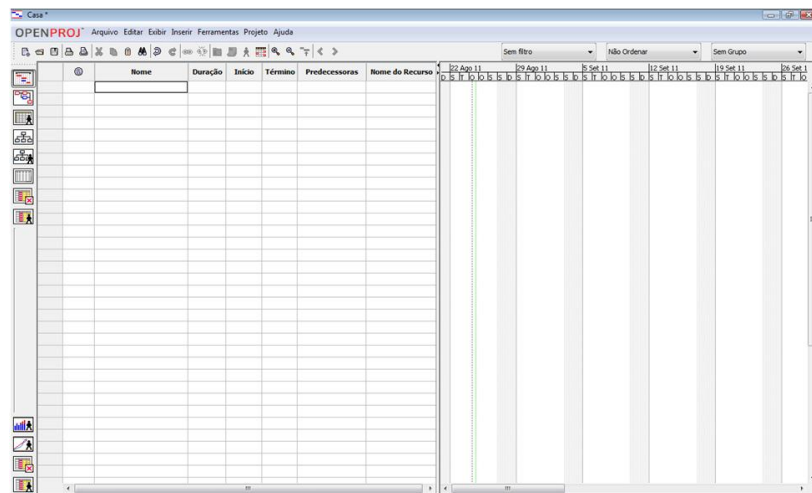 Casa *
OPENPROJ™ Arquivo Editar Exibir Inserir Ferramentas Projeto Ajuda
Sem filtro Não Ordenar Sem Grupo
Nome Duração Início Término Predecessoras Nome do Recurso
22 Ago 11 29 Ago 11 5 Set 11 12 Set 11 19 Set 11 26 Set 1
D S T Q Q S S D S T Q Q S S D S T Q Q S S D S T Q Q S S D S T Q Q S S D S T Q